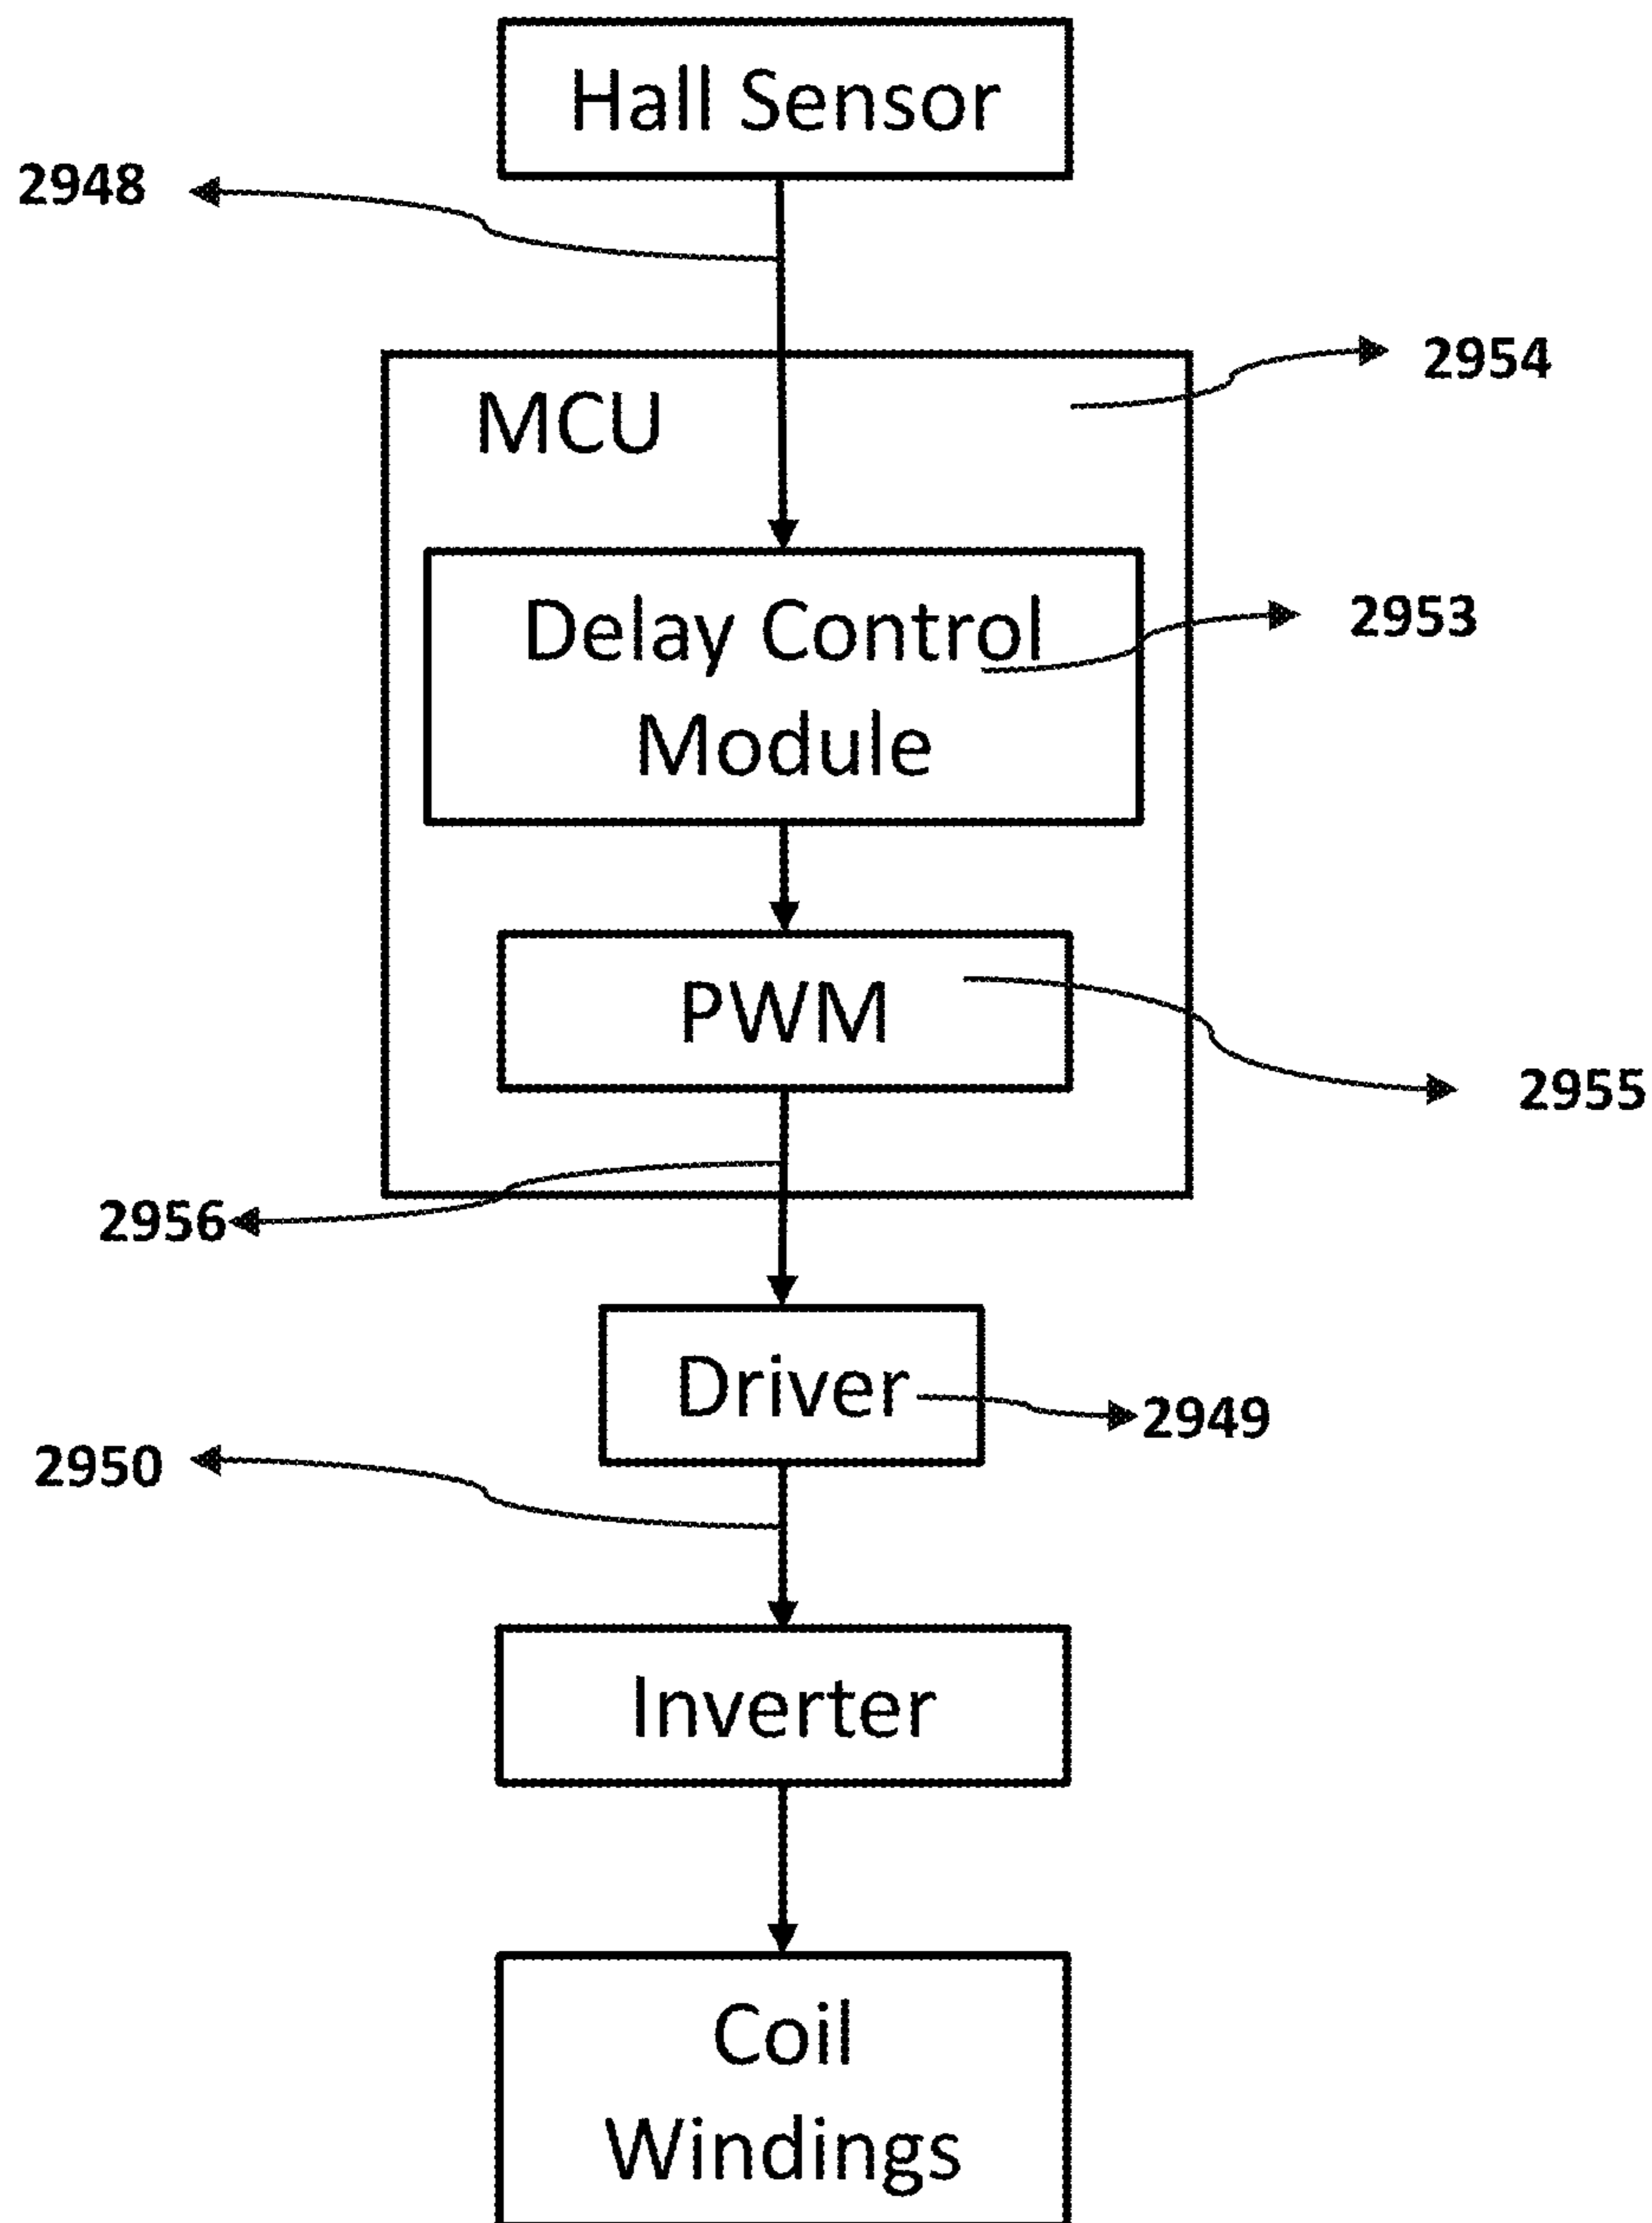 Hall Sensor
2948
2954
MCU
Delay Control
Module
2953
PWM
2955
2956
Driver
2949
2950
Inverter
Coil
Windings